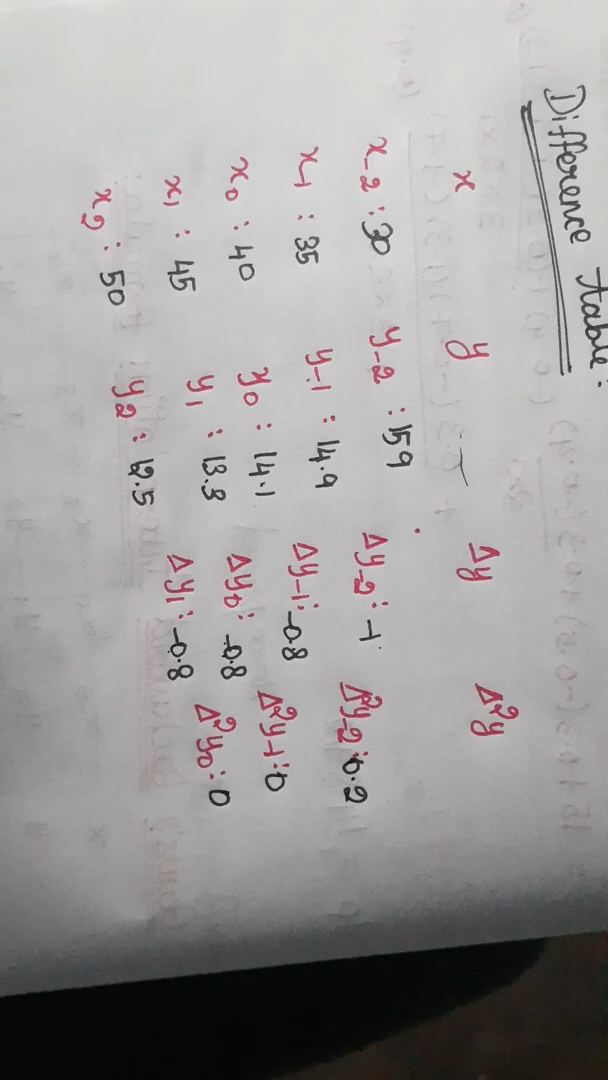 Difference table:
x y Δy Δ²y
x₋₂ : 30 y₋₂ : 15.9 Δy₋₂ : -1 Δ²y₋₂ : 0.2
x₋₁ : 35 y₋₁ : 14.9 Δy₋₁ : -0.8 Δ²y₋₁ : 0
x₀ : 40 y₀ : 14.1 Δy₀ : -0.8 Δ²y₀ : 0
x₁ : 45 y₁ : 13.3 Δy₁ : -0.8
x₂ : 50 y₂ : 12.5